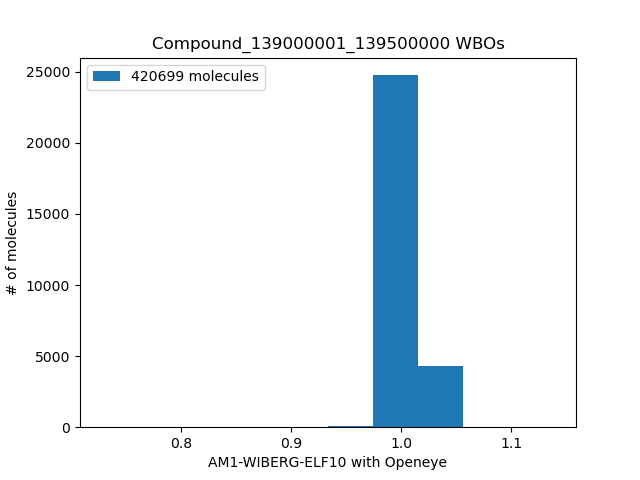 Compound_139000001_139500000 WBOs
420699 molecules
# of molecules
25000
20000
15000
10000
5000
0
0.8 0.9 1.0 1.1
AM1-WIBERG-ELF10 with Openeye